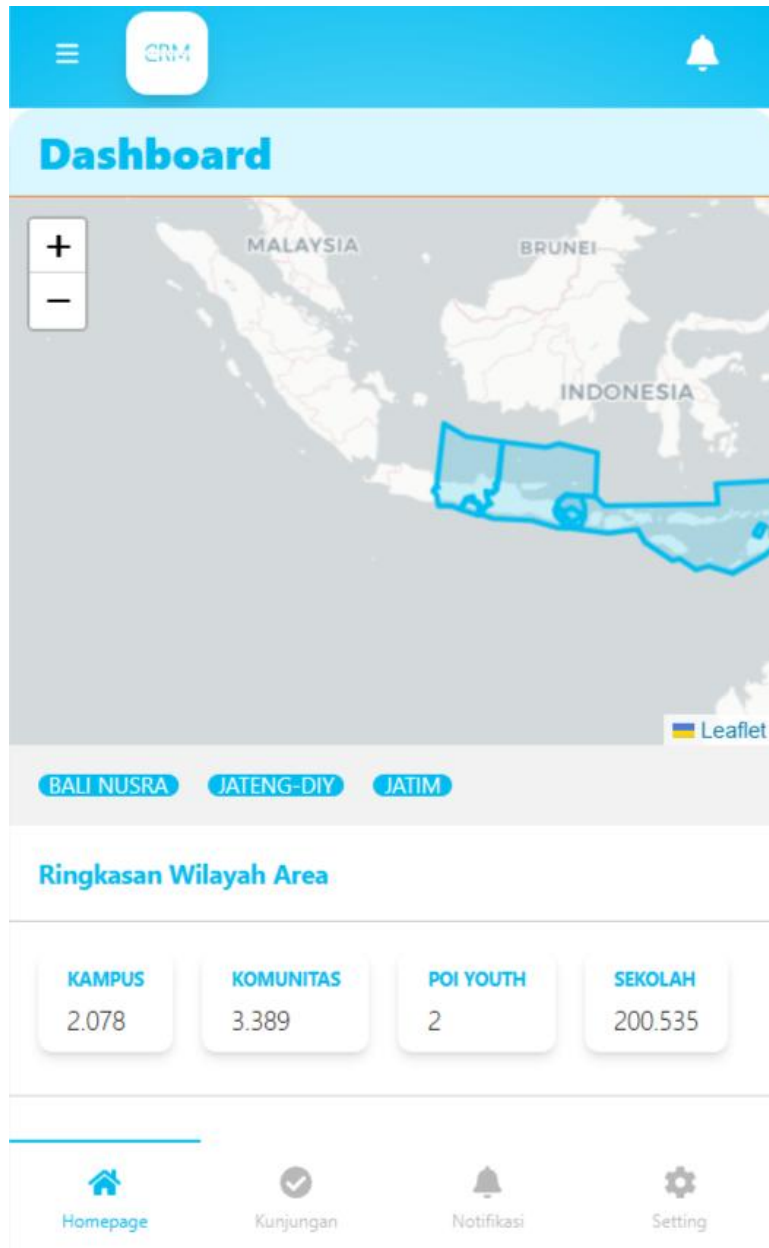 CRM
Dashboard
+
MALAYSIA
BRUNEI
−
INDONESIA
Leaflet
BALI NUSRA JATENG-DIY JATIM
Ringkasan Wilayah Area
KAMPUS KOMUNITAS POI YOUTH SEKOLAH
2.078 3.389 2 200.535
Homepage Kunjungan Notifikasi Setting